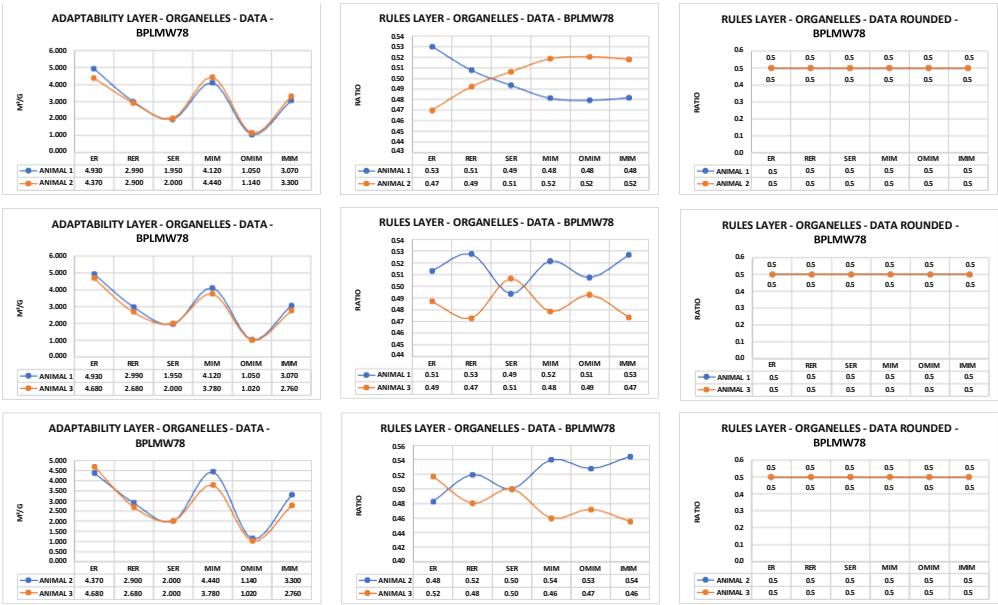 ADAPTABILITY LAYER - ORGANELLES - DATA -
BPLMW78
M²/G
6.000
5.000
4.000
3.000
2.000
1.000
0.000
ER RER SER MIM OMIM IMIM
ANIMAL 1 4.930 2.990 1.950 4.120 1.050 3.070
ANIMAL 2 4.370 2.900 2.000 4.440 1.140 3.300
RULES LAYER - ORGANELLES - DATA - BPLMW78
RATIO
0.54
0.53
0.52
0.51
0.50
0.49
0.48
0.47
0.46
0.45
0.44
0.43
ER RER SER MIM OMIM IMIM
ANIMAL 1 0.53 0.51 0.49 0.48 0.48 0.48
ANIMAL 2 0.47 0.49 0.51 0.52 0.52 0.52
RULES LAYER - ORGANELLES - DATA ROUNDED -
BPLMW78
RATIO
0.6
0.5
0.4
0.3
0.2
0.1
0.0
0.5 0.5 0.5 0.5 0.5 0.5
0.5 0.5 0.5 0.5 0.5 0.5
ER RER SER MIM OMIM IMIM
ANIMAL 1 0.5 0.5 0.5 0.5 0.5 0.5
ANIMAL 2 0.5 0.5 0.5 0.5 0.5 0.5
ADAPTABILITY LAYER - ORGANELLES - DATA -
BPLMW78
M²/G
6.000
5.000
4.000
3.000
2.000
1.000
0.000
ER RER SER MIM OMIM IMIM
ANIMAL 1 4.930 2.990 1.950 4.120 1.050 3.070
ANIMAL 3 4.680 2.680 2.000 3.780 1.020 2.760
RULES LAYER - ORGANELLES - DATA - BPLMW78
RATIO
0.54
0.53
0.52
0.51
0.50
0.49
0.48
0.47
0.46
0.45
0.44
ER RER SER MIM OMIM IMIM
ANIMAL 1 0.51 0.53 0.49 0.52 0.51 0.53
ANIMAL 3 0.49 0.47 0.51 0.48 0.49 0.47
RULES LAYER - ORGANELLES - DATA ROUNDED -
BPLMW78
RATIO
0.6
0.5
0.4
0.3
0.2
0.1
0.0
0.5 0.5 0.5 0.5 0.5 0.5
0.5 0.5 0.5 0.5 0.5 0.5
ER RER SER MIM OMIM IMIM
ANIMAL 1 0.5 0.5 0.5 0.5 0.5 0.5
ANIMAL 3 0.5 0.5 0.5 0.5 0.5 0.5
ADAPTABILITY LAYER - ORGANELLES - DATA -
BPLMW78
M²/G
5.000
4.500
4.000
3.500
3.000
2.500
2.000
1.500
1.000
0.500
0.000
ER RER SER MIM OMIM IMIM
ANIMAL 2 4.370 2.900 2.000 4.440 1.140 3.300
ANIMAL 3 4.680 2.680 2.000 3.780 1.020 2.760
RULES LAYER - ORGANELLES - DATA - BPLMW78
RATIO
0.56
0.54
0.52
0.50
0.48
0.46
0.44
0.42
0.40
ER RER SER MIM OMIM IMIM
ANIMAL 2 0.48 0.52 0.50 0.54 0.53 0.54
ANIMAL 3 0.52 0.48 0.50 0.46 0.47 0.46
RULES LAYER - ORGANELLES - DATA ROUNDED -
BPLMW78
RATIO
0.6
0.5
0.4
0.3
0.2
0.1
0.0
0.5 0.5 0.5 0.5 0.5 0.5
0.5 0.5 0.5 0.5 0.5 0.5
ER RER SER MIM OMIM IMIM
ANIMAL 2 0.5 0.5 0.5 0.5 0.5 0.5
ANIMAL 3 0.5 0.5 0.5 0.5 0.5 0.5